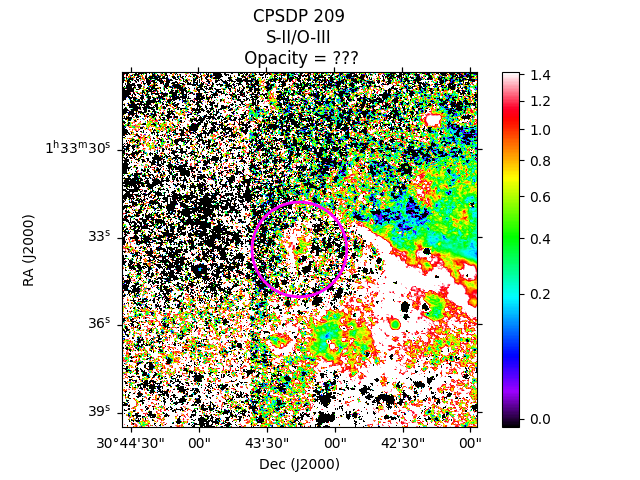 CPSDP 209
S-II/O-III
Opacity = ???
1ʰ33ᵐ30ˢ
33ˢ
36ˢ
39ˢ
RA (J2000)
30°44'30" 00" 43'30" 00" 42'30" 00"
Dec (J2000)
1.4
1.2
1.0
0.8
0.6
0.4
0.2
0.0